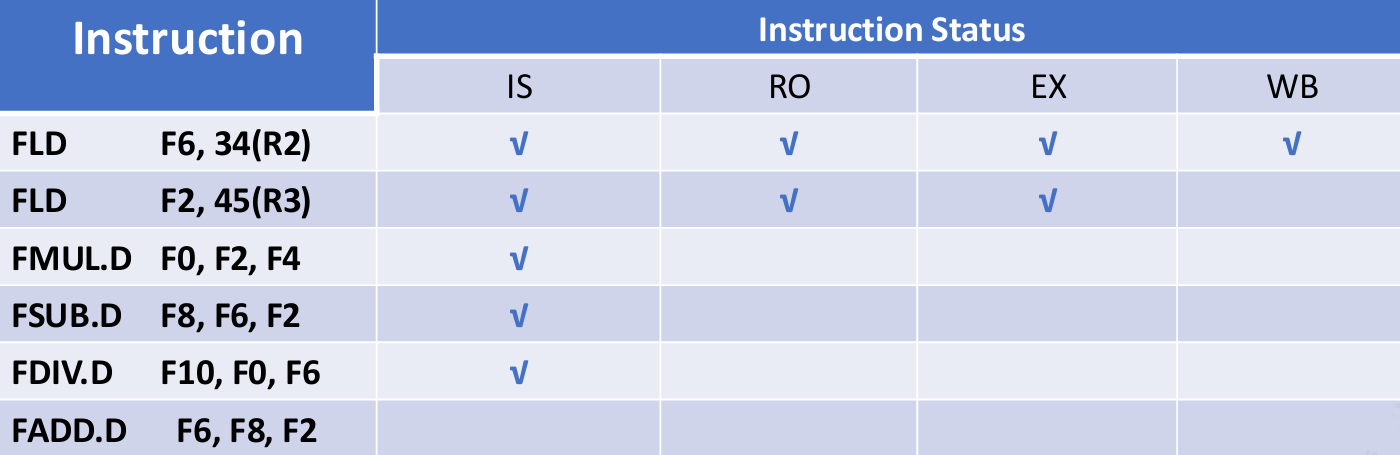 Instruction Instruction Status
IS RO EX WB
FLD F6, 34(R2) √ √ √ √
FLD F2, 45(R3) √ √ √
FMUL.D F0, F2, F4 √
FSUB.D F8, F6, F2 √
FDIV.D F10, F0, F6 √
FADD.D F6, F8, F2